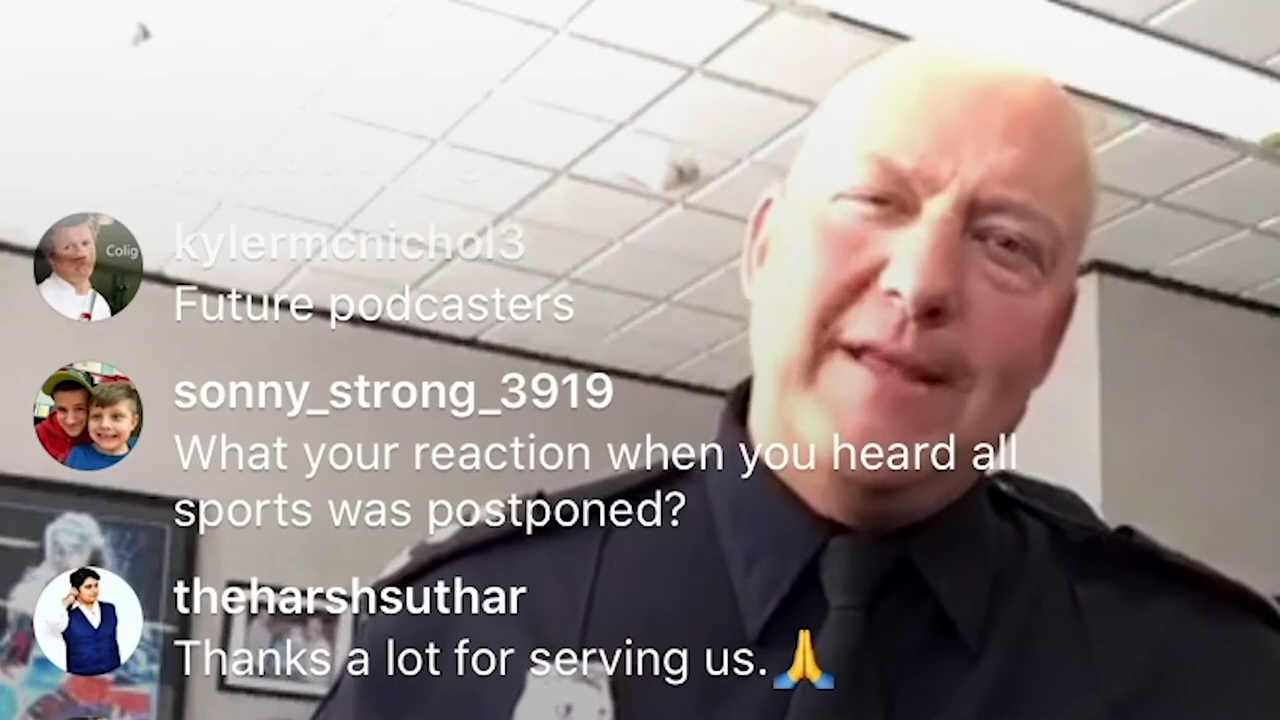 Colig
kylermcnichol3
Future podcasters
sonny_strong_3919
What your reaction when you heard all
sports was postponed?
theharshsuthar
Thanks a lot for serving us.🙏